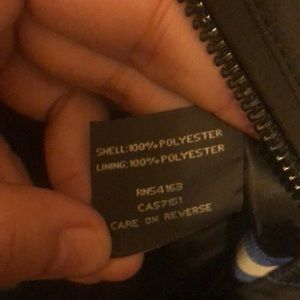 SHELL:100%POLYESTER
LINING:100%POLYESTER
RN54163
CA57151
CARE ON REVERSE